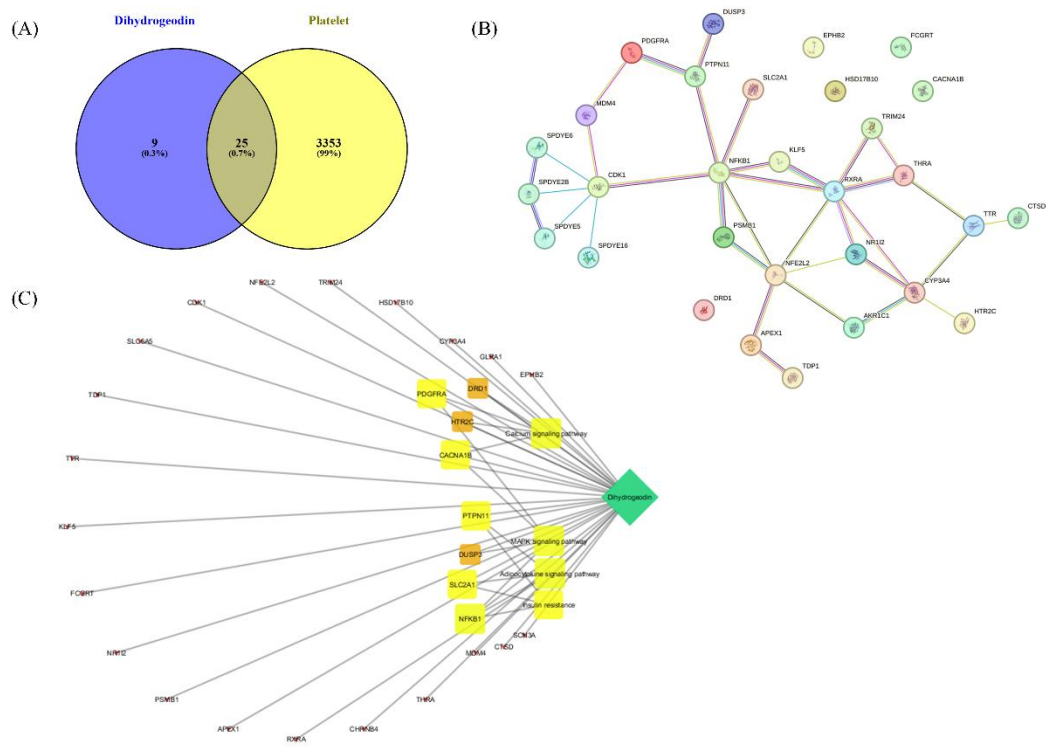 (A)
Dihydrogeodin
Platelet
9
(0.3%)
25
(0.7%)
3353
(99%)
(B)
DUSP3
PDGFRA
PTPN11
EPHB2
FCGRT
SLC2A1
HSD17B10
CACNA1B
MDM4
TRIM24
SPDYE6
KLF5
THRA
NFKB1
RXRA
CDK1
SPDYE2B
CTSD
TTR
SPDYE5
PSMB1
NR1I2
SPDYE16
NFE2L2
CYP3A4
DRD1
AKR1C1
HTR2C
APEX1
TDP1
(C)
NFE2L2
TRIM24
CDK1
HSD17B10
SLC6A5
CYP3A4
GLRA1
EPHB2
PDGFRA
DRD1
TDP1
HTR2C
Calcium signaling pathway
CACNA1B
TTR
Dihydrogeodin
PTPN11
KLF5
MAPK signaling pathway
DUSP3
Adipocytokine signaling pathway
SLC2A1
FCGRT
Insulin resistance
NFKB1
SCN3A
CTSD
NR1I2
MDM4
PSMB1
THRA
APEX1
CHRNB4
RXRA